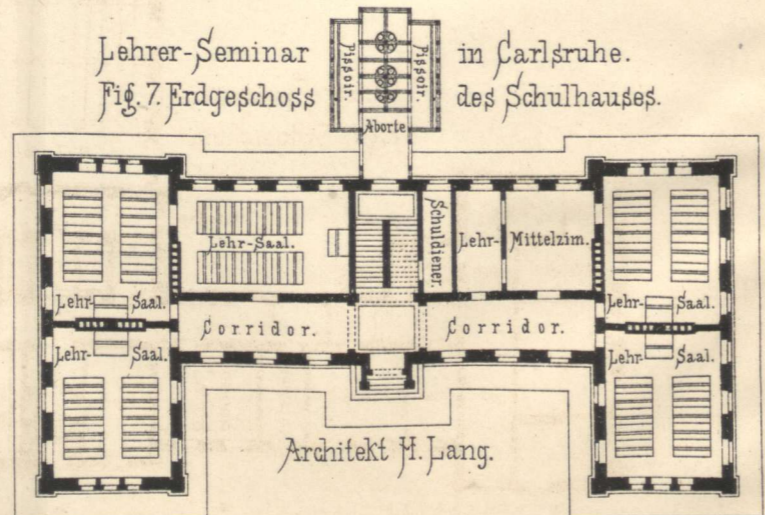 Lehrer-Seminar in Carlsruhe.
Fig. 7. Erdgeschoss des Schulhauses.
Pissoir. Pissoir.
Aborte
Lehr-Saal. Schuldiener. Lehr- Mittelzim.
Lehr- Saal. Lehr- Saal.
Corridor. Corridor.
Lehr- Saal. Lehr- Saal.
Architekt H. Lang.